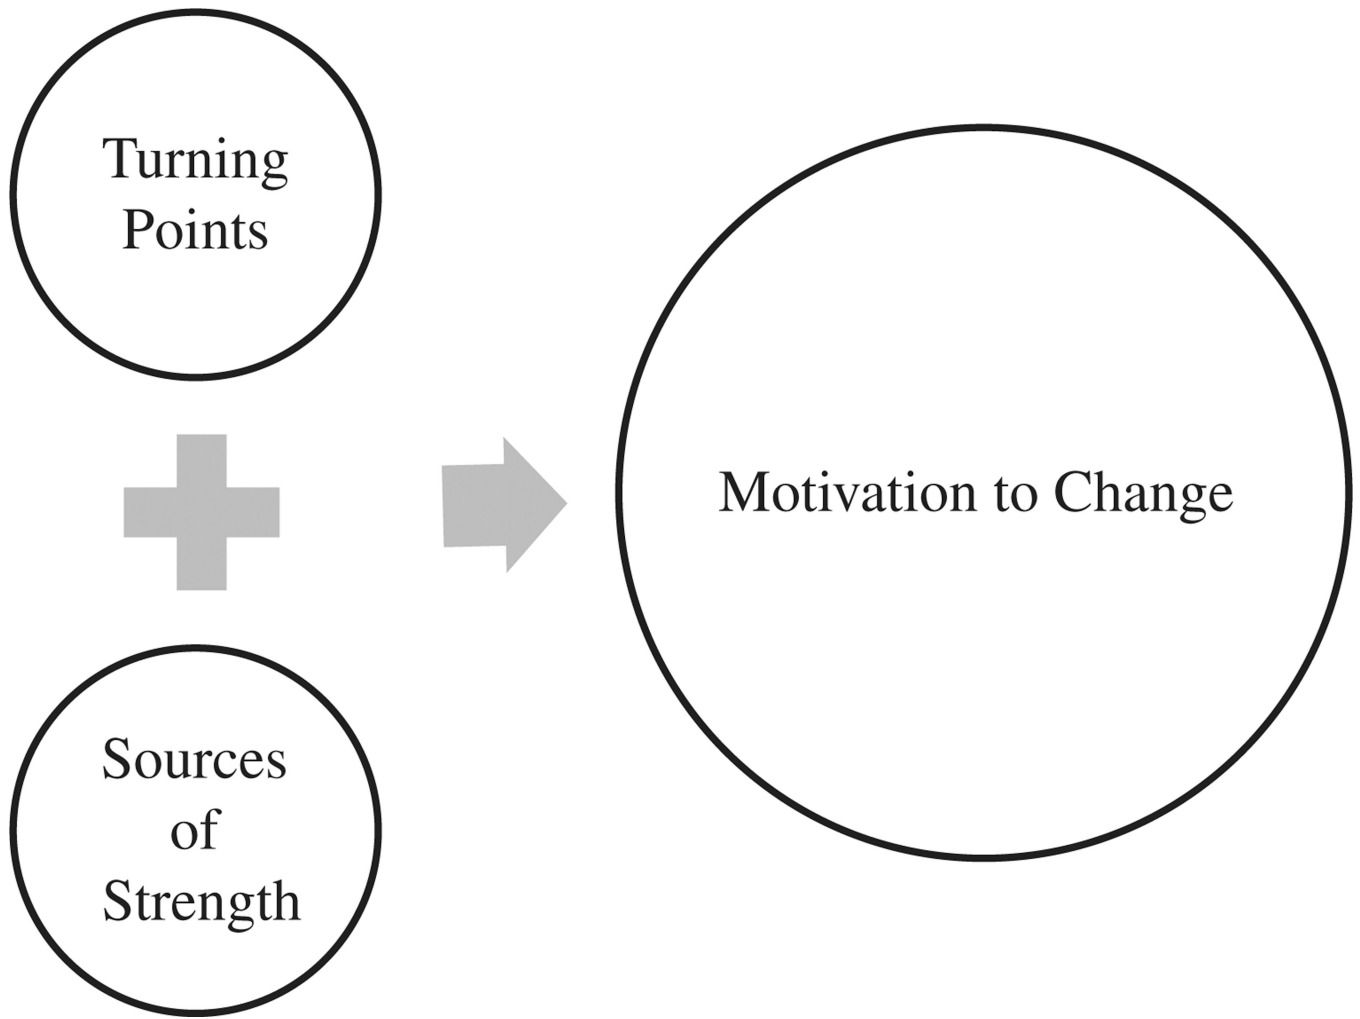 Turning
Points
Sources
of
Strength
Motivation to Change